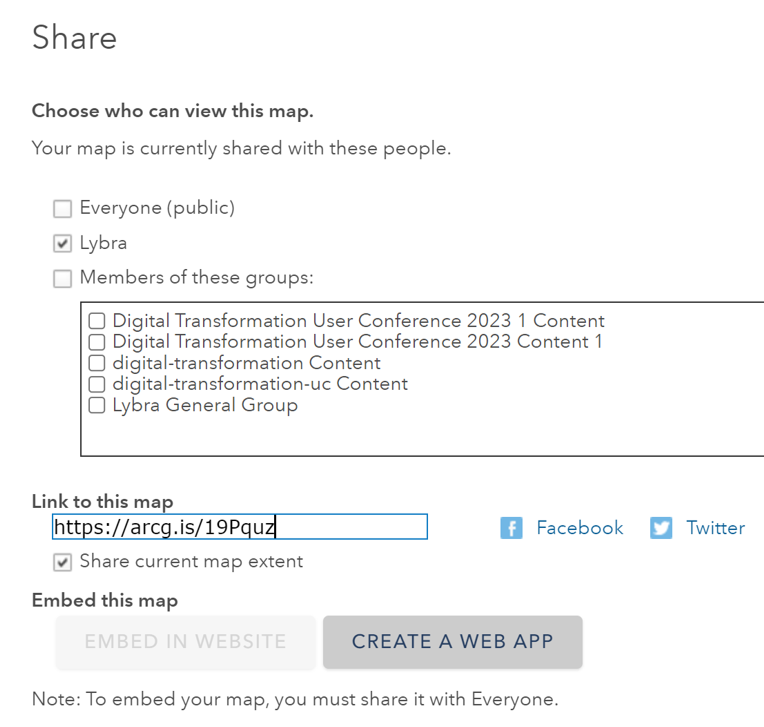 Share
Choose who can view this map.
Your map is currently shared with these people.
Everyone (public)
Lybra
Members of these groups:
Digital Transformation User Conference 2023 1 Content
Digital Transformation User Conference 2023 Content 1
digital-transformation Content
digital-transformation-uc Content
Lybra General Group
Link to this map
https://arcg.is/19Pquz Facebook Twitter
Share current map extent
Embed this map
EMBED IN WEBSITE CREATE A WEB APP
Note: To embed your map, you must share it with Everyone.